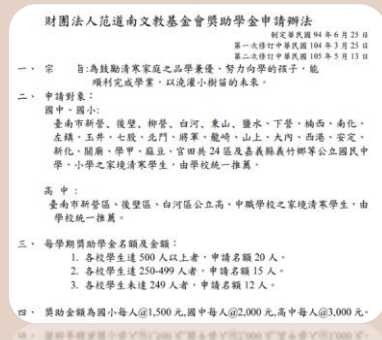 財團法人范道南文教基金會獎助學金申請辦法
制定華民國 94 年 6 月 25 日
第一次修訂中華民國 104 年 3 月 25 日
第二次修訂中華民國 105 年 5 月 13 日
一、 宗 旨:為鼓勵清寒家庭之品學兼優、努力向學的孩子,能
順利完成學業,以澆灌小樹苗的未來。
二、 申請對象:
國中、國小:
臺南市新營、後壁、柳營、白河、東山、鹽水、下營、楠西、南化、
左鎮、玉井、七股、北門、將軍、龍崎、山上、大內、西港、安定、
新化、關廟、學甲、麻豆、官田共 24 區及嘉義縣義竹鄉等公立國民中
學、小學之家境清寒學生,由學校統一推薦。
高 中:
臺南市新營區、後壁區、白河區公立高、中職學校之家境清寒學生,由
學校統一推薦。
三、 每學期獎助學金名額及金額:
1. 各校學生達 500 人以上者,申請名額 20 人。
2. 各校學生達 250-499 人者,申請名額 15 人。
3. 各校學生未達 249 人者,申請名額 12 人。
四、 獎助金額為國小每人@1,500 元,國中每人@2,000 元,高中每人@3,000 元。